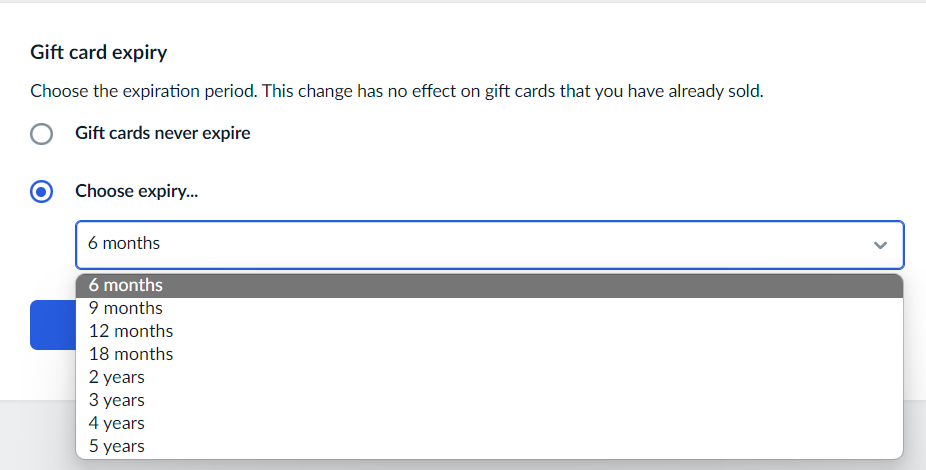 Gift card expiry
Choose the expiration period. This change has no effect on gift cards that you have already sold.
Gift cards never expire
Choose expiry...
6 months
6 months
9 months
12 months
18 months
2 years
3 years
4 years
5 years